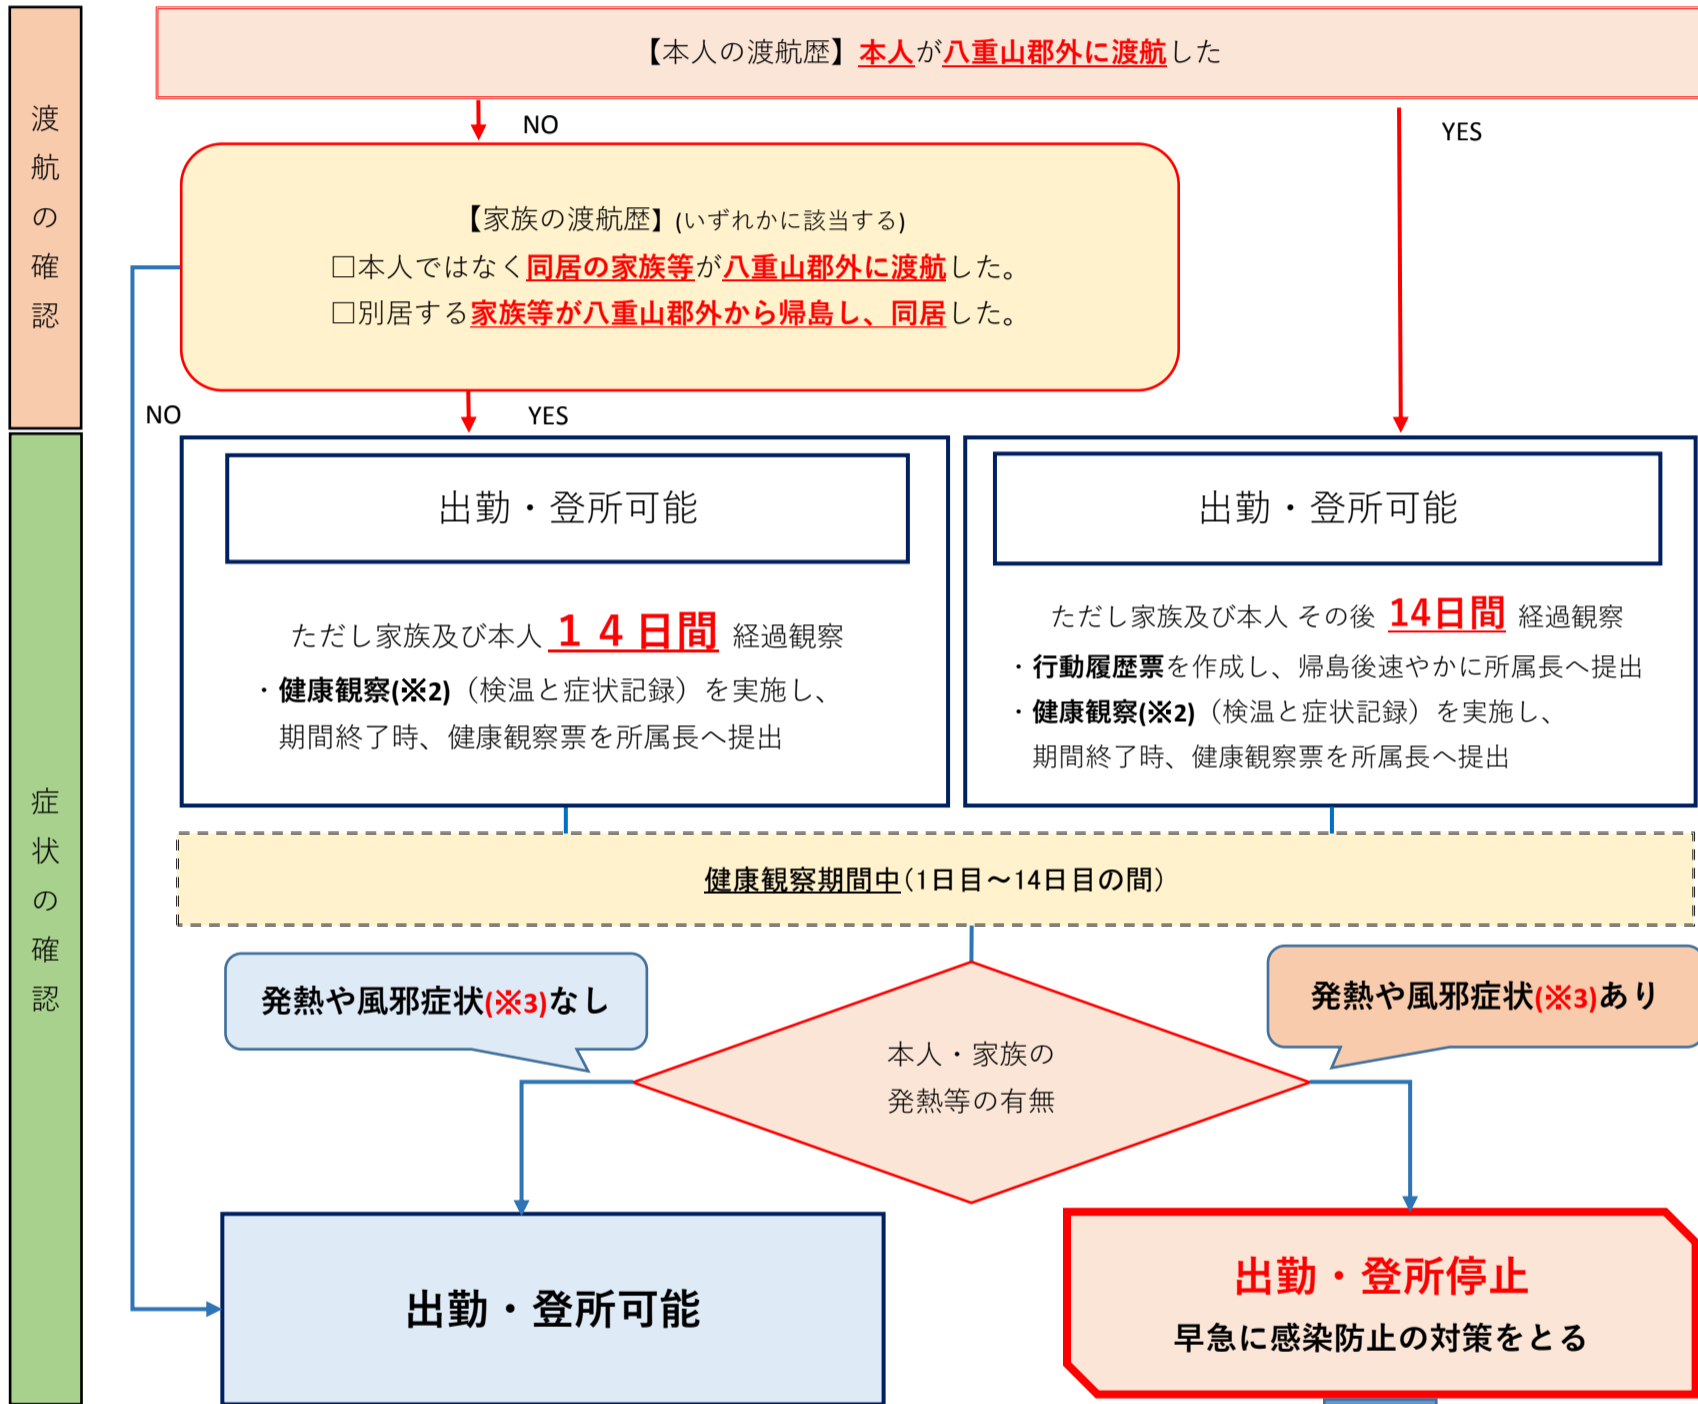 渡航の確認
【本人の渡航歴】本人が八重山郡外に渡航した
NO
YES
【家族の渡航歴】(いずれかに該当する)
□本人ではなく同居の家族等が八重山郡外に渡航した。
□別居する家族等が八重山郡外から帰島し、同居した。
NO
YES
症状の確認
出勤・登所可能
ただし家族及び本人 １４日間 経過観察
・健康観察(※2)（検温と症状記録）を実施し、
期間終了時、健康観察票を所属長へ提出
出勤・登所可能
ただし家族及び本人 その後 14日間 経過観察
・行動履歴票を作成し、帰島後速やかに所属長へ提出
・健康観察(※2)（検温と症状記録）を実施し、
期間終了時、健康観察票を所属長へ提出
健康観察期間中(1日目～14日目の間)
発熱や風邪症状(※3)なし
発熱や風邪症状(※3)あり
本人・家族の
発熱等の有無
出勤・登所可能
出勤・登所停止
早急に感染防止の対策をとる